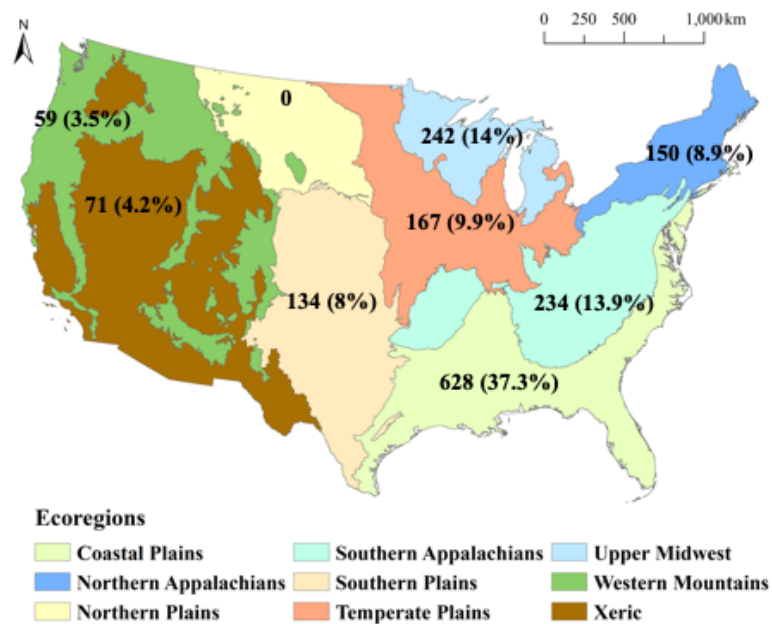 N
0 250 500 1,000 km
0
59 (3.5%)
242 (14%)
150 (8.9%)
71 (4.2%)
167 (9.9%)
134 (8%)
234 (13.9%)
628 (37.3%)
Ecoregions
Coastal Plains Southern Appalachians Upper Midwest
Northern Appalachians Southern Plains Western Mountains
Northern Plains Temperate Plains Xeric